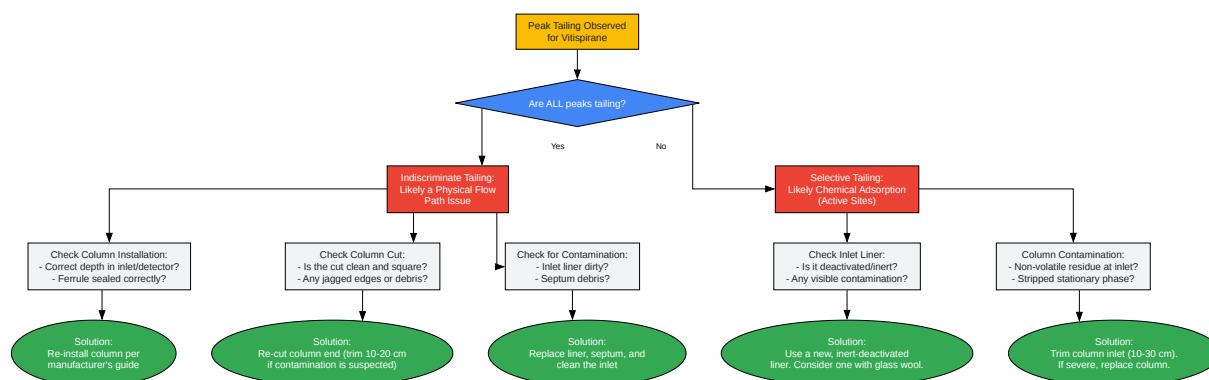 Peak Tailing Observed
for Vitispirane
Are ALL peaks tailing?
Yes
No
Indiscriminate Tailing:
Likely a Physical Flow
Path Issue
Selective Tailing:
Likely Chemical Adsorption
(Active Sites)
Check Column Installation:
- Correct depth in inlet/detector?
- Ferrule sealed correctly?
Check Column Cut:
- Is the cut clean and square?
- Any jagged edges or debris?
Check for Contamination:
- Inlet liner dirty?
- Septum debris?
Check Inlet Liner:
- Is it deactivated/inert?
- Any visible contamination?
Column Contamination:
- Non-volatile residue at inlet?
- Stripped stationary phase?
Solution:
Re-install column per
manufacturer's guide
Solution:
Re-cut column end (trim 10-20 cm
if contamination is suspected)
Solution:
Replace liner, septum, and
clean the inlet
Solution:
Use a new, inert-deactivated
liner. Consider one with glass wool.
Solution:
Trim column inlet (10-30 cm).
If severe, replace column.